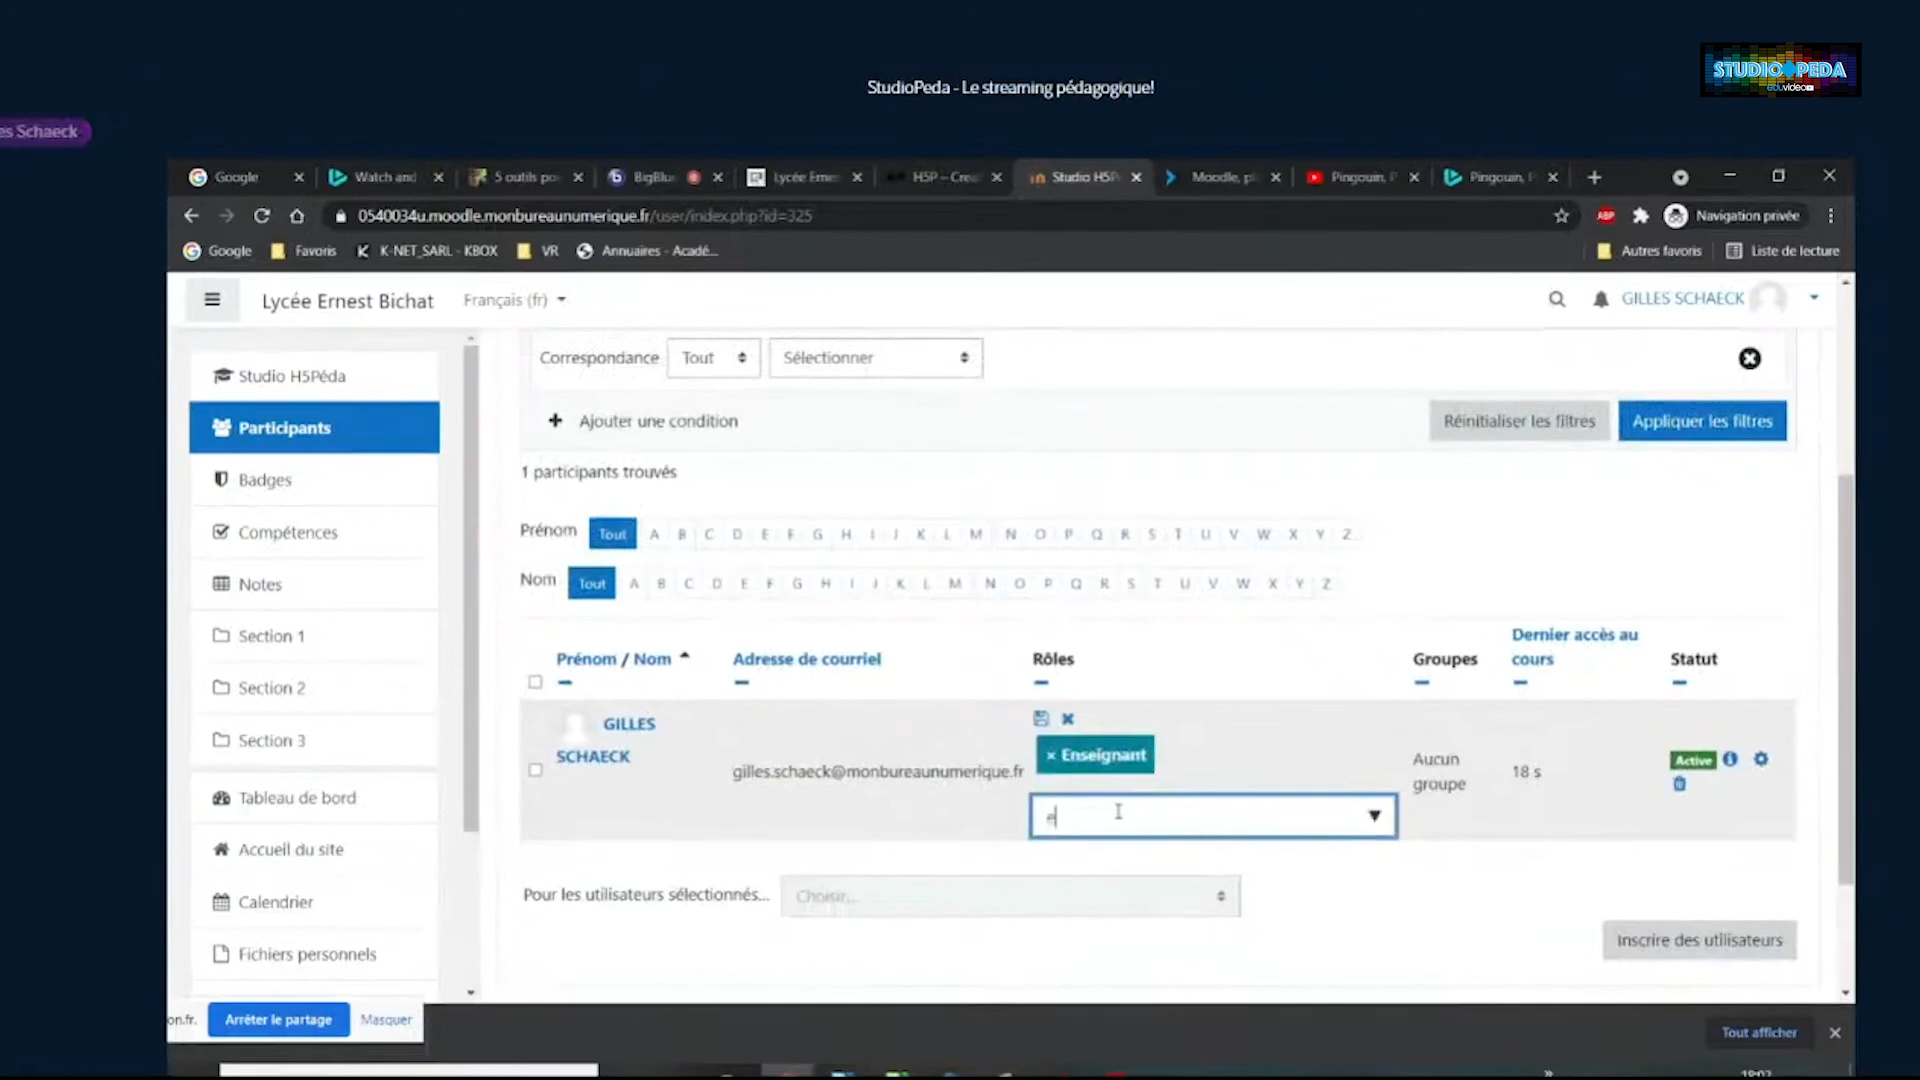 STUDIO PEDA
eduvideo
StudioPeda - Le streaming pédagogique!
es Schaeck
Google
Watch and
5 outils po
BigBlu
Lycée Erne
H5P – Crea
Studio H5P
Moodle, p
Pingouin, P
Pingouin, P
0540034u.moodle.monbureaunumerique.fr/user/index.php?id=325
ABP
Navigation privée
Google
Favoris
K-NET_SARL - KBOX
VR
Annuaires - Acadé...
Autres favoris
Liste de lecture
Lycée Ernest Bichat
Français (fr)
GILLES SCHAECK
Studio H5Péda
Participants
Badges
Compétences
Notes
Section 1
Section 2
Section 3
Tableau de bord
Accueil du site
Calendrier
Fichiers personnels
Correspondance Tout Sélectionner
Ajouter une condition
Réinitialiser les filtres
Appliquer les filtres
1 participants trouvés
Prénom Tout A B C D E F G H I J K L M N O P Q R S T U V W X Y Z
Nom Tout A B C D E F G H I J K L M N O P Q R S T U V W X Y Z
Prénom / Nom
Adresse de courriel
Rôles
Groupes
Dernier accès au
cours
Statut
GILLES
SCHAECK
gilles.schaeck@monbureaunumerique.fr
× Enseignant
e
Aucun
groupe
18 s
Active
Pour les utilisateurs sélectionnés... Choisir...
Inscrire des utilisateurs
on.fr.
Arrêter le partage
Masquer
Tout afficher